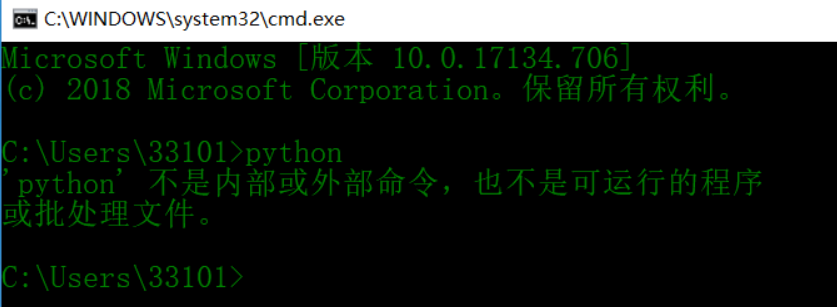 C:\WINDOWS\system32\cmd.exe
Microsoft Windows [版本 10.0.17134.706]
(c) 2018 Microsoft Corporation。保留所有权利。
C:\Users\33101>python
'python' 不是内部或外部命令，也不是可运行的程序
或批处理文件。
C:\Users\33101>